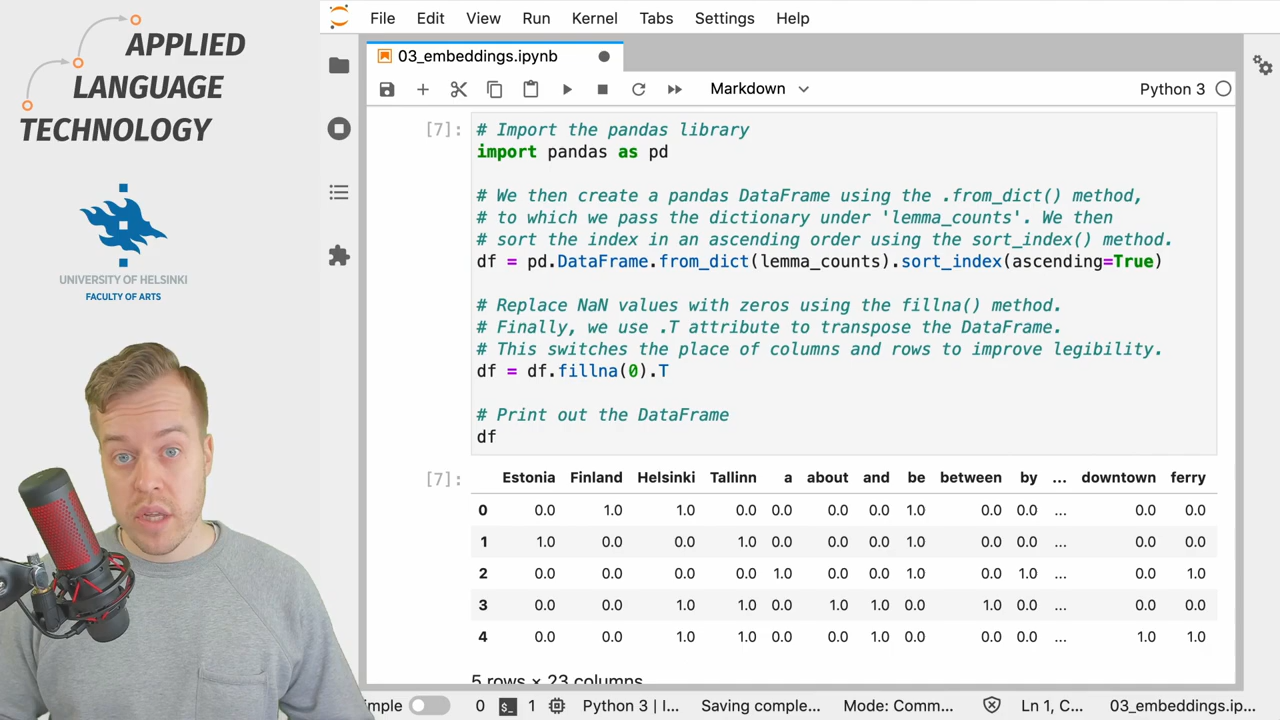 APPLIED
LANGUAGE
TECHNOLOGY
UNIVERSITY OF HELSINKI
FACULTY OF ARTS
File Edit View Run Kernel Tabs Settings Help
03_embeddings.ipynb
Markdown
Python 3
[7]:
# Import the pandas library
import pandas as pd
# We then create a pandas DataFrame using the .from_dict() method,
# to which we pass the dictionary under 'lemma_counts'. We then
# sort the index in an ascending order using the sort_index() method.
df = pd.DataFrame.from_dict(lemma_counts).sort_index(ascending=True)
# Replace NaN values with zeros using the fillna() method.
# Finally, we use .T attribute to transpose the DataFrame.
# This switches the place of columns and rows to improve legibility.
df = df.fillna(0).T
# Print out the DataFrame
df
[7]:
Estonia Finland Helsinki Tallinn a about and be between by ... downtown ferry
0 0.0 1.0 1.0 0.0 0.0 0.0 0.0 1.0 0.0 0.0 ... 0.0 0.0
1 1.0 0.0 0.0 1.0 0.0 0.0 0.0 1.0 0.0 0.0 ... 0.0 0.0
2 0.0 0.0 0.0 0.0 1.0 0.0 0.0 1.0 0.0 1.0 ... 0.0 1.0
3 0.0 0.0 1.0 1.0 0.0 1.0 1.0 0.0 1.0 0.0 ... 0.0 0.0
4 0.0 0.0 1.0 1.0 0.0 0.0 1.0 0.0 0.0 0.0 ... 1.0 1.0
5 rows × 23 columns
mple 0 1 Python 3 | I... Saving comple... Mode: Comm... Ln 1, C... 03_embeddings.ip...